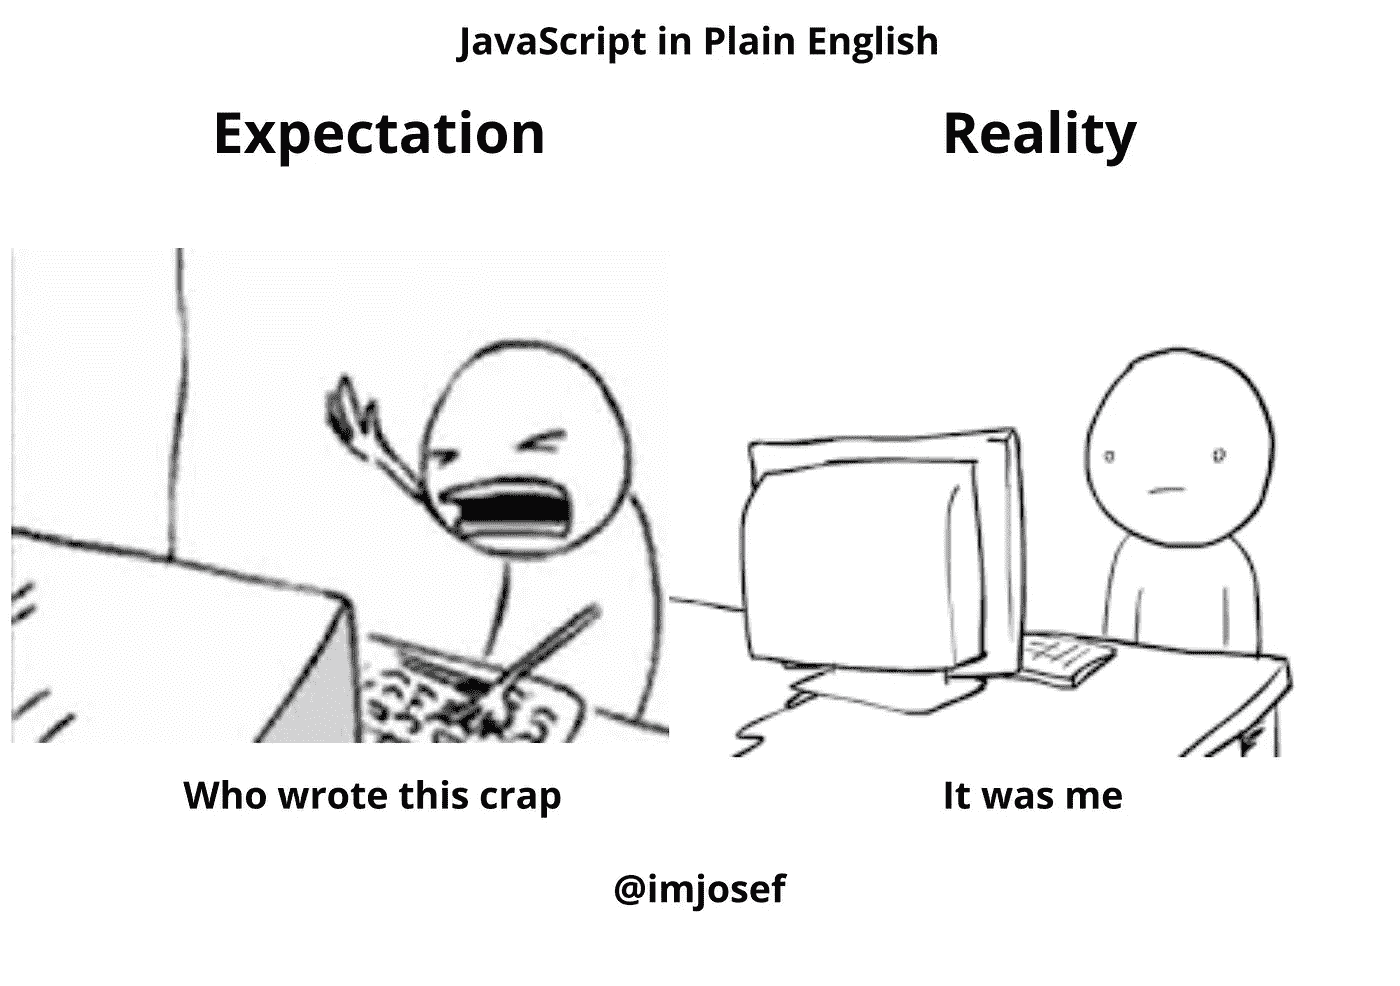 JavaScript in Plain English
Expectation
Reality
Who wrote this crap
It was me
@imjosef